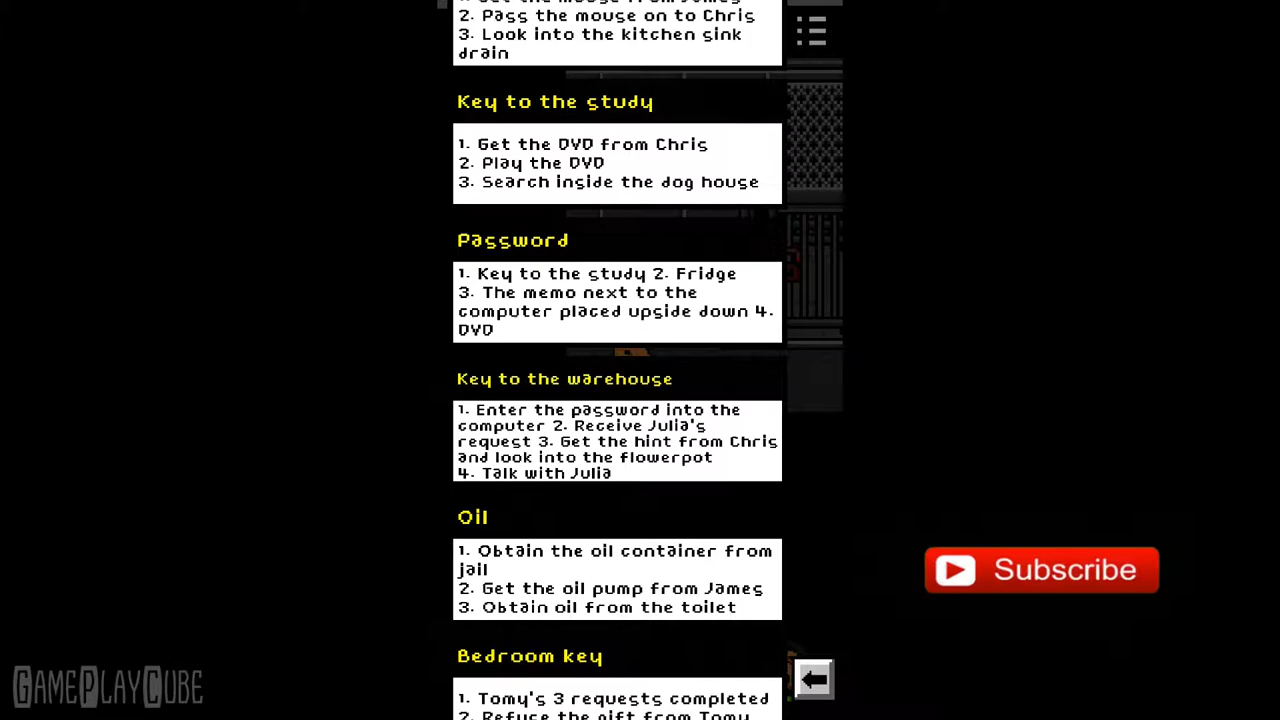 2. Pass the mouse on to Chris
3. Look into the kitchen sink
drain
Key to the study
1. Get the DVD from Chris
2. Play the DVD
3. Search inside the dog house
Password
1. Key to the study 2. Fridge
3. The memo next to the
computer placed upside down 4.
DVD
Key to the warehouse
1. Enter the password into the
computer 2. Receive Julia's
request 3. Get the hint from Chris
and look into the flowerpot
4. Talk with Julia
Oil
1. Obtain the oil container from
jail
2. Get the oil pump from James
3. Obtain oil from the toilet
Subscribe
Bedroom key
1. Tomy's 3 requests completed
2. Refuse the gift from Tomy
GAMEPLAYCUBE